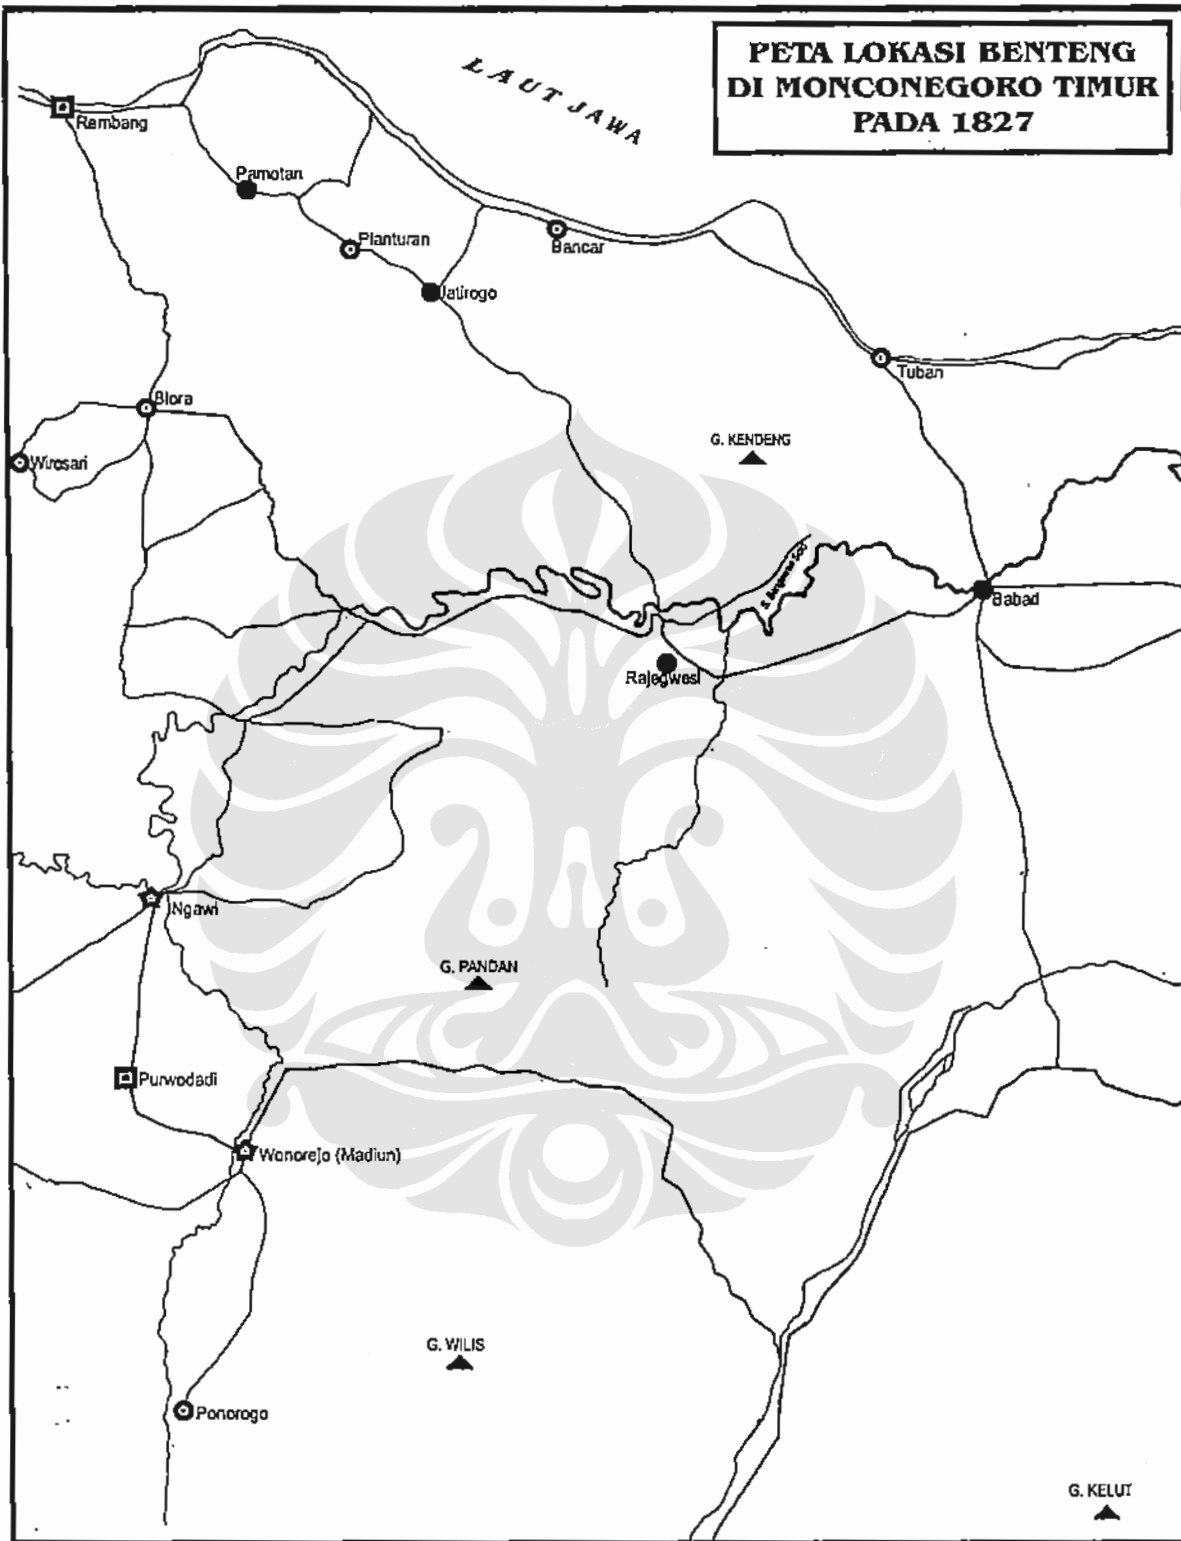 PETA LOKASI BENTENG
DI MONCONEGORO TIMUR
PADA 1827
LAUT JAWA
Rembang
Pamotan
Planturan
Bancar
Jatirogo
Tuban
Blora
G. KENDENG
Wirosari
Babad
Rajegwesi
Ngawi
G. PANDAN
Purwodadi
Wonorejo (Madiun)
G. WILIS
Ponorogo
G. KELUT